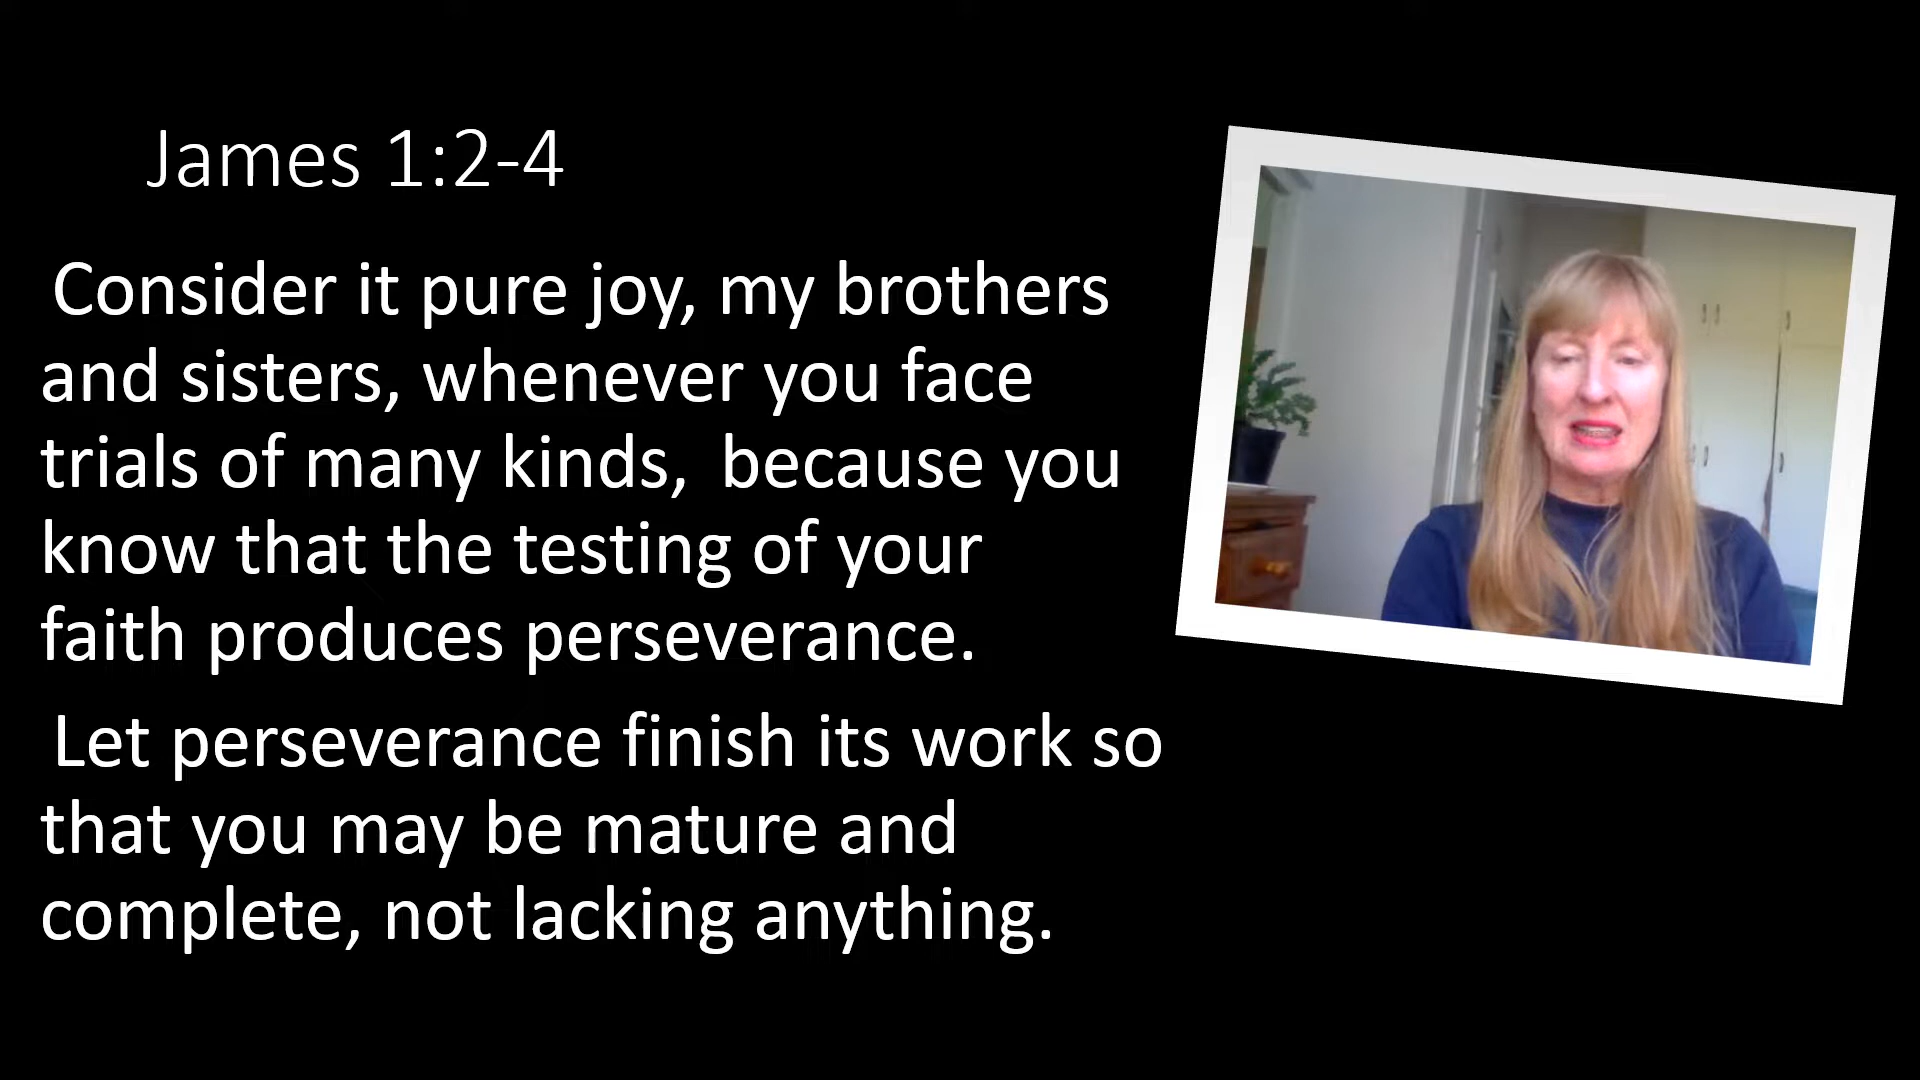 James 1:2-4
Consider it pure joy, my brothers
and sisters, whenever you face
trials of many kinds, because you
know that the testing of your
faith produces perseverance.
Let perseverance finish its work so
that you may be mature and
complete, not lacking anything.